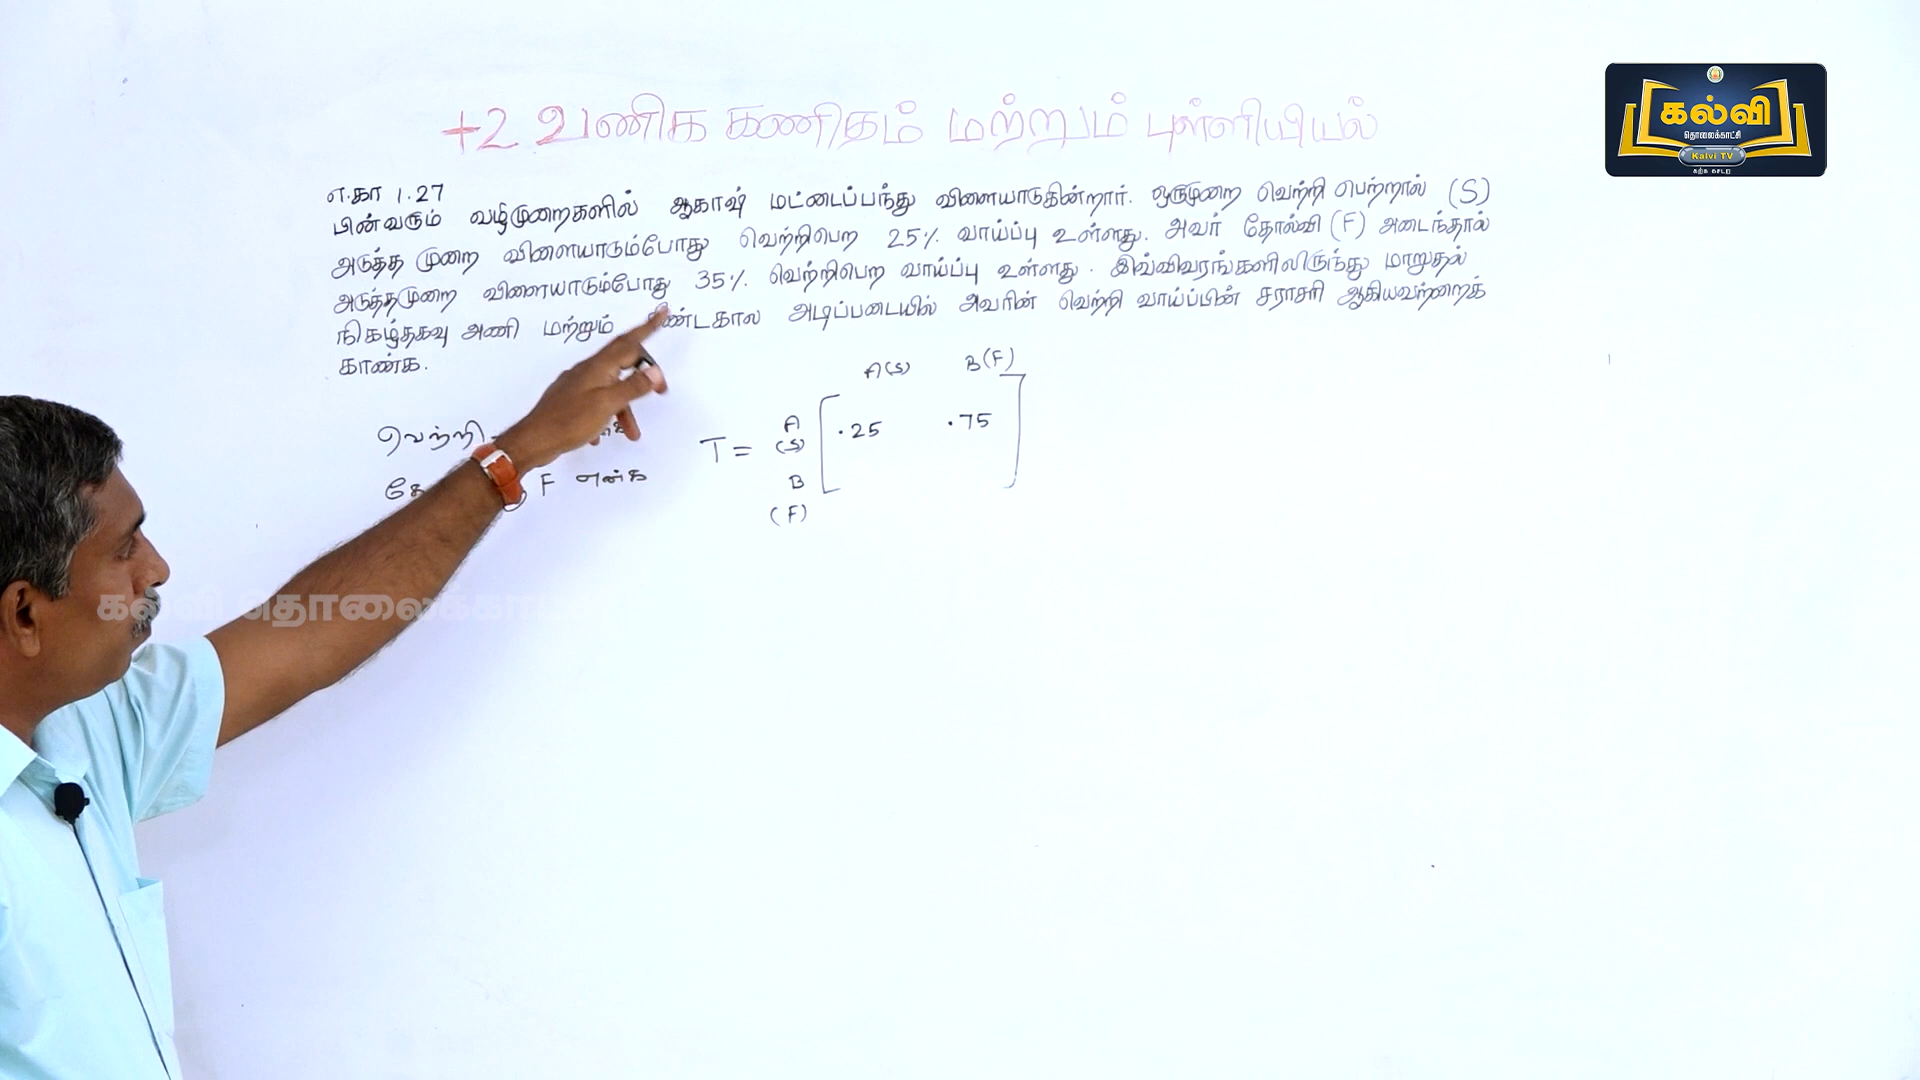 +2 வணிக கணிதம் மற்றும் புள்ளியியல்
கல்வி
தொலைக்காட்சி
Kalvi TV
கற்க கசடற
எ.கா 1.27
பின்வரும் வழிமுறைகளில் ஆகாஷ் மட்டைப்பந்து விளையாடுகின்றார். ஒருமுறை வெற்றி பெற்றால் (S)
அடுத்த முறை விளையாடும்போது வெற்றிபெற 25% வாய்ப்பு உள்ளது. அவர் தோல்வி (F) அடைந்தால்
அடுத்தமுறை விளையாடும்போது 35% வெற்றிபெற வாய்ப்பு உள்ளது. இவ்விவரங்களிலிருந்து மாறுதல்
நிகழ்தகவு அணி மற்றும் அடிப்படையில் அவரின் வெற்றி வாய்ப்பின் சராசரி ஆகியவற்றைக்
காண்க.
A(S) B(F)
வெற்றி -
T = A .25 .75
(S)
F என்க
B
(F)
கல்வி